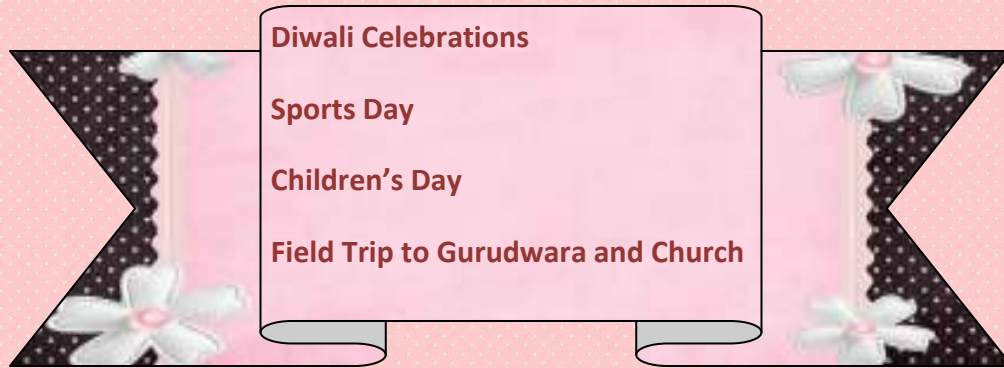 Diwali Celebrations
Sports Day
Children’s Day
Field Trip to Gurudwara and Church